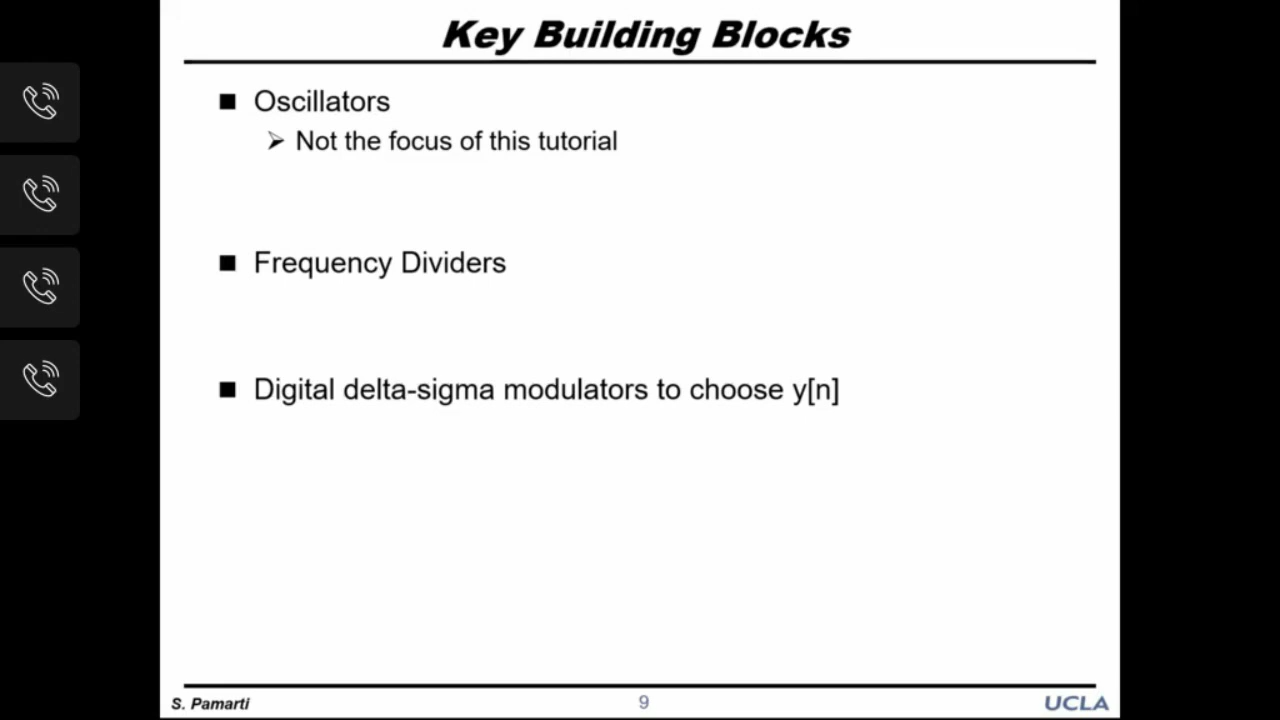 Key Building Blocks
■ Oscillators
➢ Not the focus of this tutorial
■ Frequency Dividers
■ Digital delta-sigma modulators to choose y[n]
S. Pamarti
9
UCLA